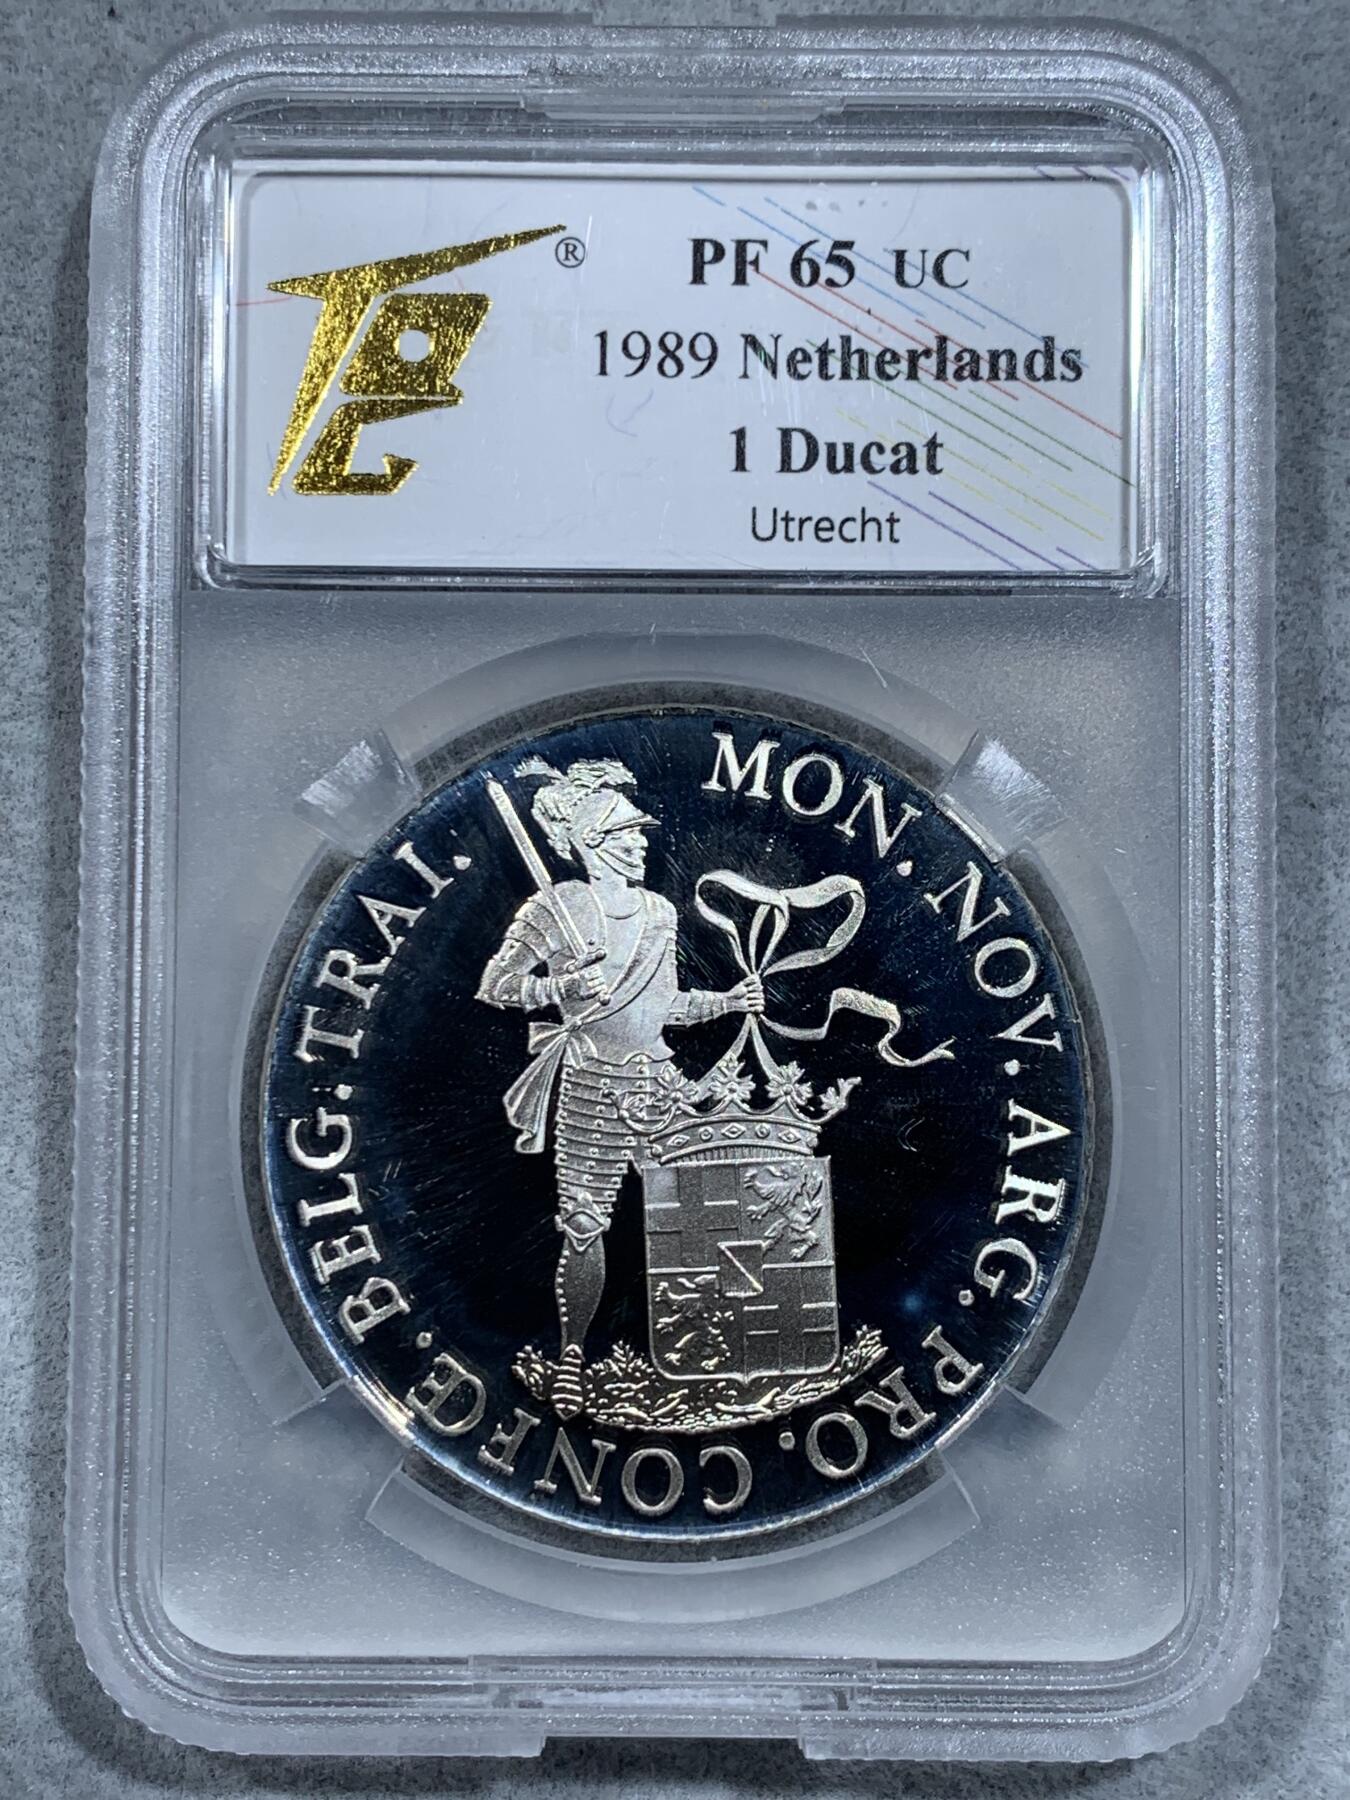 ®
PF 65 UC
1989 Netherlands
1 Ducat
Utrecht
MON. NOV. ARG. PRO. CONFŒ. BELG. TRAI.